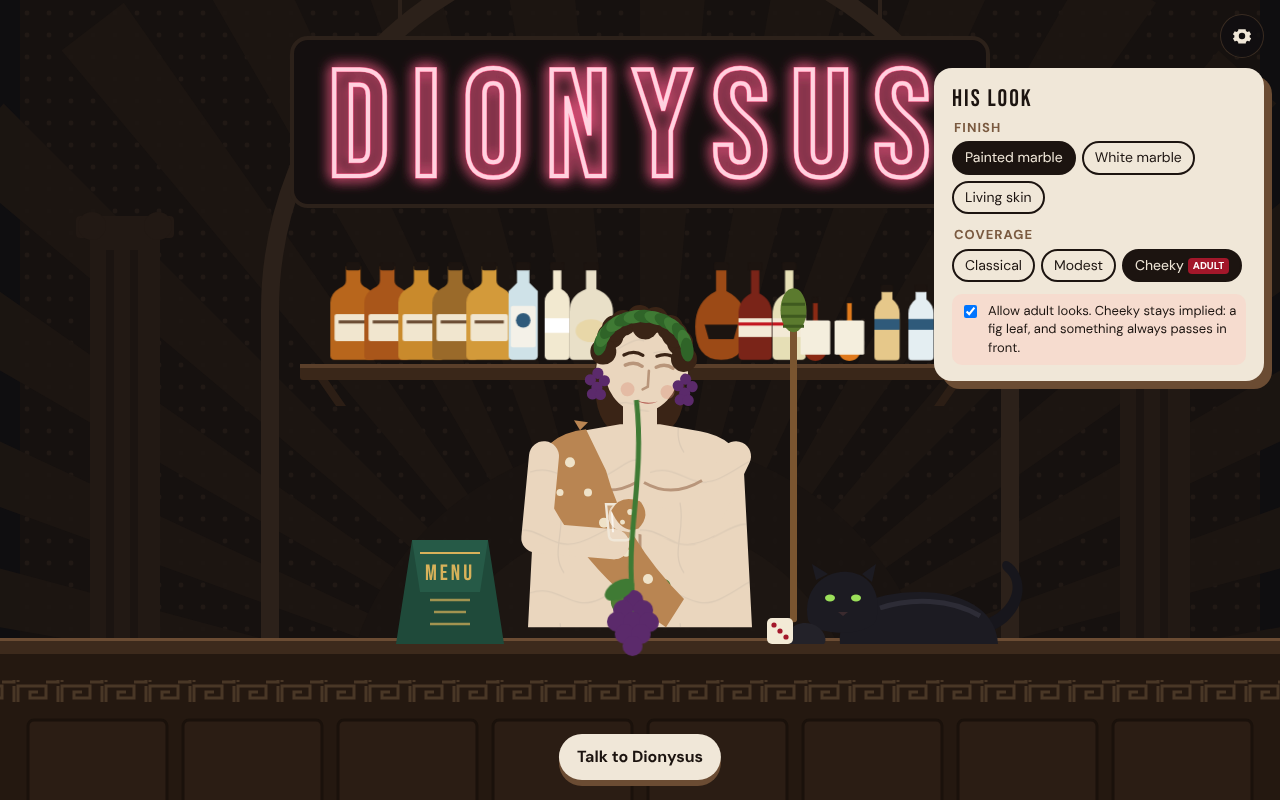 DIONYSUS
HIS LOOK
FINISH
Painted marble
White marble
Living skin
COVERAGE
Classical
Modest
Cheeky ADULT
Allow adult looks. Cheeky stays implied: a
fig leaf, and something always passes in
front.
MENU
Talk to Dionysus